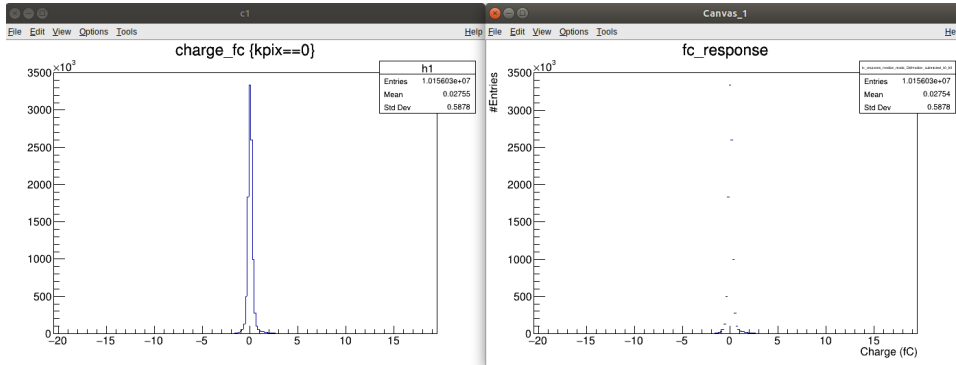 c1
File Edit View Options Tools Help
charge_fc {kpix==0}
×10³
h1
Entries 1.015603e+07
Mean 0.02755
Std Dev 0.5878
3500
3000
2500
2000
1500
1000
500
0
−20 −15 −10 −5 0 5 10 15
Canvas_1
File Edit View Options Tools He
fc_response
×10³
#Entries
Entries 1.015603e+07
Mean 0.02754
Std Dev 0.5878
3500
3000
2500
2000
1500
1000
500
0
−20 −15 −10 −5 0 5 10 15
Charge (fC)